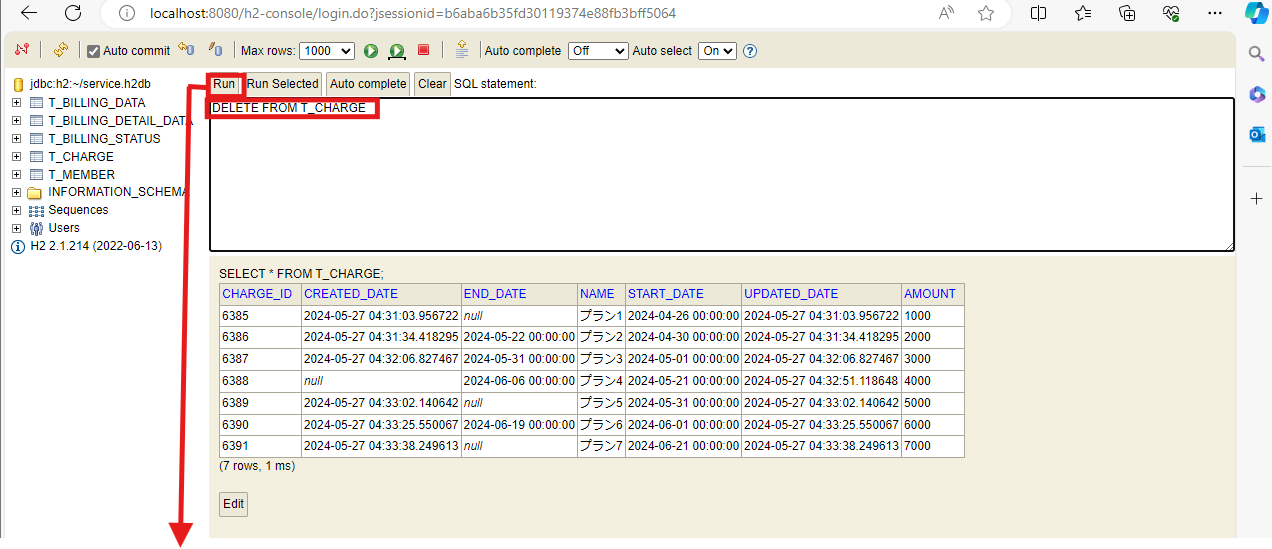 localhost:8080/h2-console/login.do?jsessionid=b6aba6b35fd30119374e88fb3bff5064
Auto commit Max rows: 1000 Auto complete Off Auto select On
jdbc:h2:~/service.h2db
T_BILLING_DATA
T_BILLING_DETAIL_DATA
T_BILLING_STATUS
T_CHARGE
T_MEMBER
INFORMATION_SCHEMA
Sequences
Users
H2 2.1.214 (2022-06-13)
Run Run Selected Auto complete Clear SQL statement:
DELETE FROM T_CHARGE
SELECT * FROM T_CHARGE;
CHARGE_ID CREATED_DATE END_DATE NAME START_DATE UPDATED_DATE AMOUNT
6385 2024-05-27 04:31:03.956722 null プラン1 2024-04-26 00:00:00 2024-05-27 04:31:03.956722 1000
6386 2024-05-27 04:31:34.418295 2024-05-22 00:00:00 プラン2 2024-04-30 00:00:00 2024-05-27 04:31:34.418295 2000
6387 2024-05-27 04:32:06.827467 2024-05-31 00:00:00 プラン3 2024-05-01 00:00:00 2024-05-27 04:32:06.827467 3000
6388 null 2024-06-06 00:00:00 プラン4 2024-05-21 00:00:00 2024-05-27 04:32:51.118648 4000
6389 2024-05-27 04:33:02.140642 null プラン5 2024-05-31 00:00:00 2024-05-27 04:33:02.140642 5000
6390 2024-05-27 04:33:25.550067 2024-06-19 00:00:00 プラン6 2024-06-01 00:00:00 2024-05-27 04:33:25.550067 6000
6391 2024-05-27 04:33:38.249613 null プラン7 2024-06-21 00:00:00 2024-05-27 04:33:38.249613 7000
(7 rows, 1 ms)
Edit